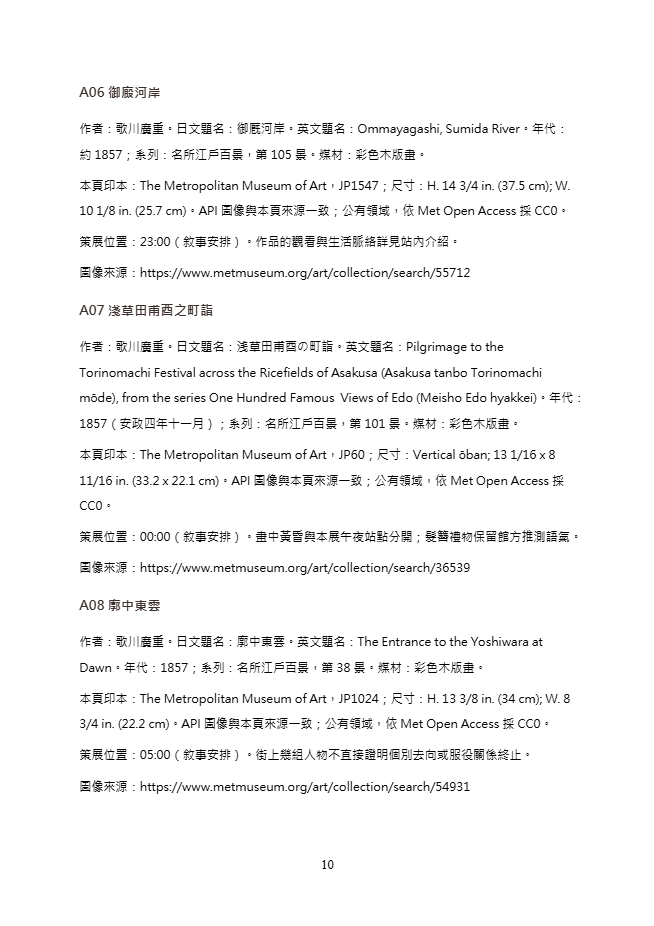 A06 御廄河岸
作者：歌川廣重。日文題名：御厩河岸。英文題名：Ommayagashi, Sumida River。年代：
約 1857；系列：名所江戶百景，第 105 景。媒材：彩色木版畫。
本頁印本：The Metropolitan Museum of Art，JP1547；尺寸：H. 14 3/4 in. (37.5 cm); W.
10 1/8 in. (25.7 cm)。API 圖像與本頁來源一致；公有領域，依 Met Open Access 採 CC0。
策展位置：23:00（敘事安排）。作品的觀看與生活脈絡詳見站內介紹。
圖像來源：https://www.metmuseum.org/art/collection/search/55712
A07 淺草田甫酉之町詣
作者：歌川廣重。日文題名：浅草田甫酉の町詣。英文題名：Pilgrimage to the
Torinomachi Festival across the Ricefields of Asakusa (Asakusa tanbo Torinomachi
mōde), from the series One Hundred Famous  Views of Edo (Meisho Edo hyakkei)。年代：
1857（安政四年十一月）；系列：名所江戶百景，第 101 景。媒材：彩色木版畫。
本頁印本：The Metropolitan Museum of Art，JP60；尺寸：Vertical ōban; 13 1/16 x 8
11/16 in. (33.2 x 22.1 cm)。API 圖像與本頁來源一致；公有領域，依 Met Open Access 採
CC0。
策展位置：00:00（敘事安排）。畫中黃昏與本展午夜站點分開；髮簪禮物保留館方推測語氣。
圖像來源：https://www.metmuseum.org/art/collection/search/36539
A08 廓中東雲
作者：歌川廣重。日文題名：廓中東雲。英文題名：The Entrance to the Yoshiwara at
Dawn。年代：1857；系列：名所江戶百景，第 38 景。媒材：彩色木版畫。
本頁印本：The Metropolitan Museum of Art，JP1024；尺寸：H. 13 3/8 in. (34 cm); W. 8
3/4 in. (22.2 cm)。API 圖像與本頁來源一致；公有領域，依 Met Open Access 採 CC0。
策展位置：05:00（敘事安排）。街上幾組人物不直接證明個別去向或服役關係終止。
圖像來源：https://www.metmuseum.org/art/collection/search/54931
10